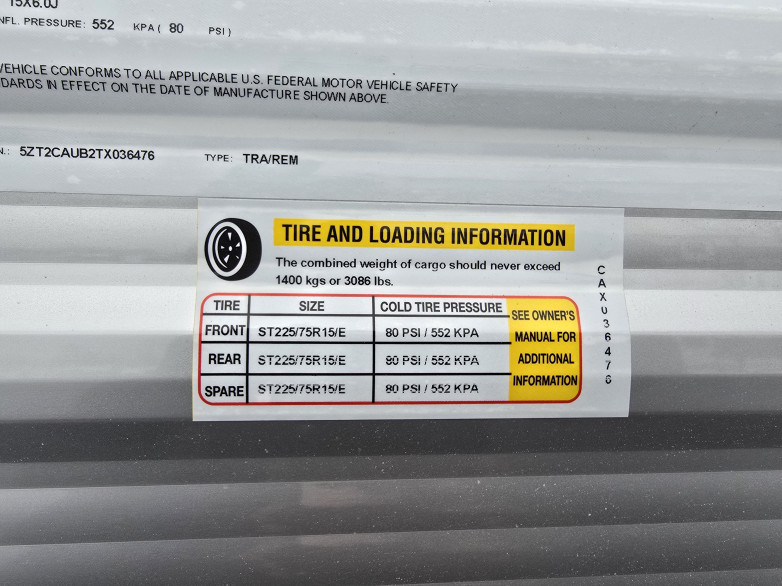 15X6.0J
NFL. PRESSURE: 552 KPA ( 80 PSI )
VEHICLE CONFORMS TO ALL APPLICABLE U.S. FEDERAL MOTOR VEHICLE SAFETY
DARDS IN EFFECT ON THE DATE OF MANUFACTURE SHOWN ABOVE.
N.: 5ZT2CAUB2TX036476 TYPE: TRA/REM
TIRE AND LOADING INFORMATION
The combined weight of cargo should never exceed
1400 kgs or 3086 lbs.
TIRE SIZE COLD TIRE PRESSURE SEE OWNER'S
FRONT ST225/75R15/E 80 PSI / 552 KPA MANUAL FOR
REAR ST225/75R15/E 80 PSI / 552 KPA ADDITIONAL
SPARE ST225/75R15/E 80 PSI / 552 KPA INFORMATION
CAX036476